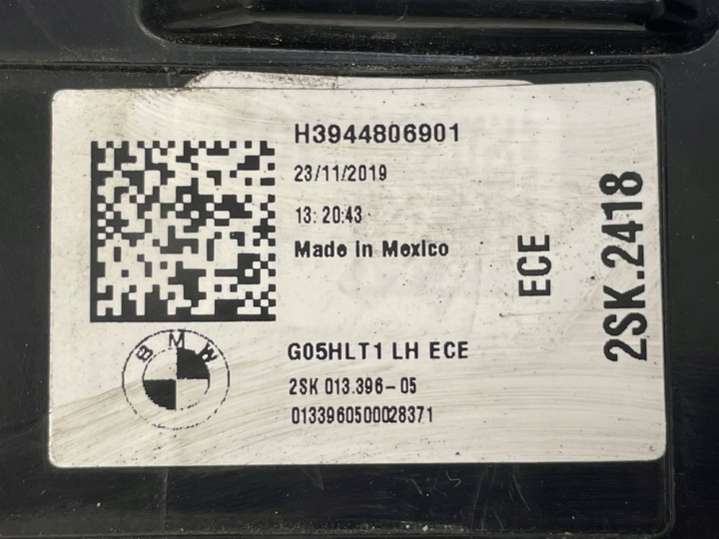 H3944806901
23/11/2019
13:20:43
Made in Mexico
ECE
2SK.2418
BMW
G05HLT1 LH ECE
2SK 013.396-05
0133960500028371